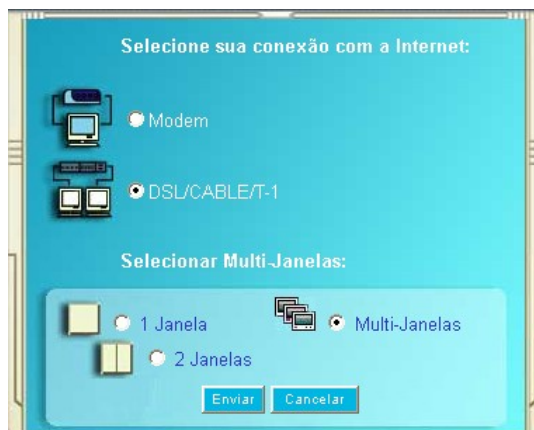 Selecione sua conexão com a Internet:
Modem
DSL/CABLE/T-1
Selecionar Multi-Janelas:
1 Janela
Multi-Janelas
2 Janelas
Enviar
Cancelar